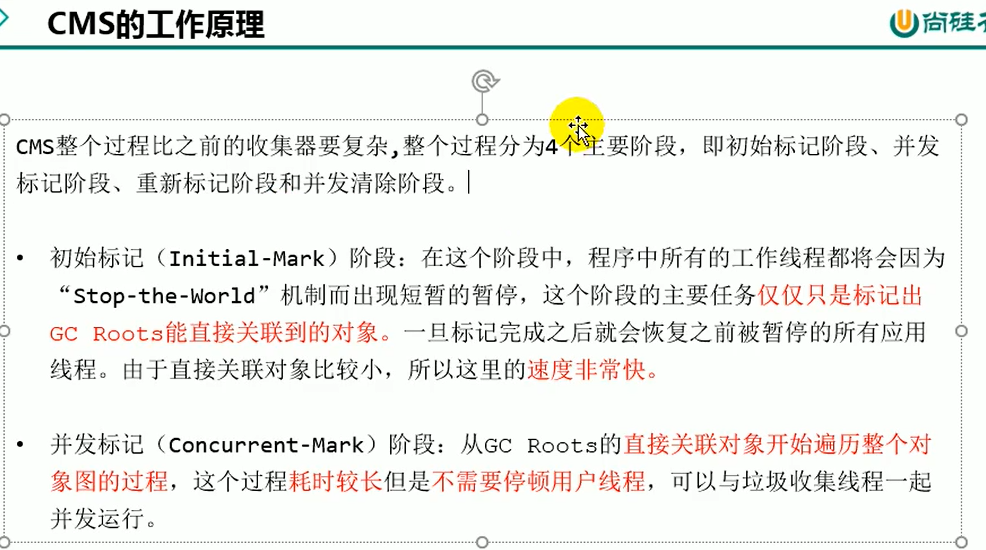 CMS的工作原理
尚硅
CMS整个过程比之前的收集器要复杂,整个过程分为4个主要阶段，即初始标记阶段、并发
标记阶段、重新标记阶段和并发清除阶段。
• 初始标记（Initial-Mark）阶段：在这个阶段中，程序中所有的工作线程都将会因为
“Stop-the-World”机制而出现短暂的暂停，这个阶段的主要任务仅仅只是标记出
GC Roots能直接关联到的对象。一旦标记完成之后就会恢复之前被暂停的所有应用
线程。由于直接关联对象比较小，所以这里的速度非常快。
• 并发标记（Concurrent-Mark）阶段：从GC Roots的直接关联对象开始遍历整个对
象图的过程，这个过程耗时较长但是不需要停顿用户线程，可以与垃圾收集线程一起
并发运行。